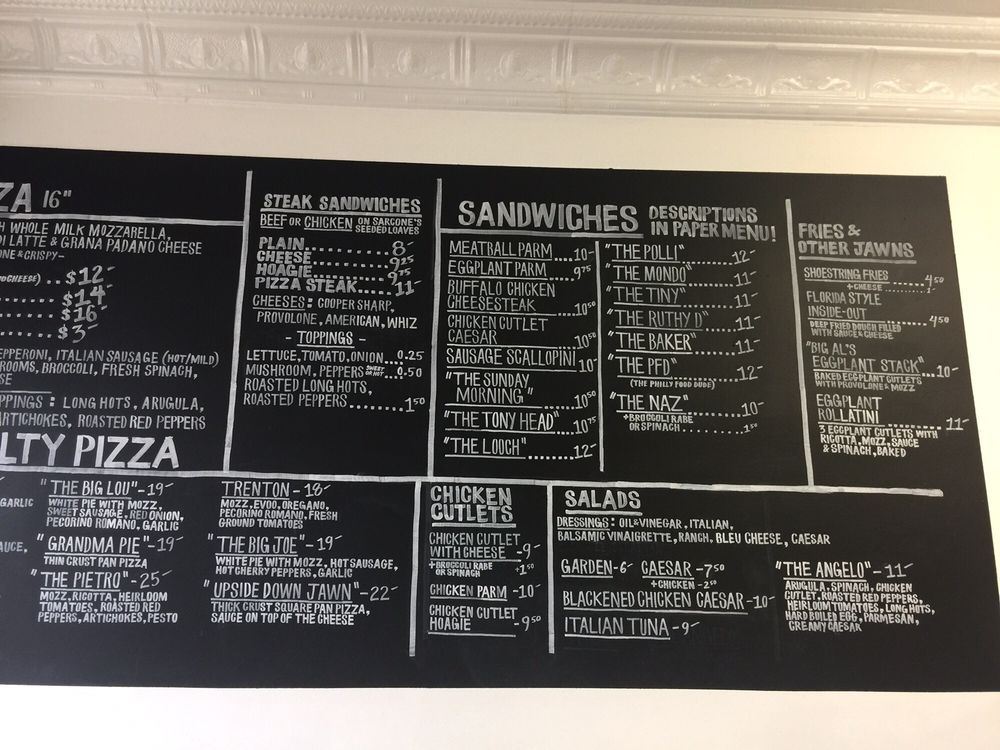 ZA 16"
H WHOLE MILK MOZZARELLA,
DI LATTE & GRANA PADANO CHEESE
ONE & CRISPY-
CHEESE)..$12-
......$14-
......$16-
......$3-
EPPERONI, ITALIAN SAUSAGE (HOT/MILD)
ROOMS, BROCCOLI, FRESH SPINACH,
SE
PPINGS: LONG HOTS, ARUGULA,
ARTICHOKES, ROASTED RED PEPPERS
LTY PIZZA
GARLIC
AUCE,
"THE BIG LOU"-19-
WHITE PIE WITH MOZZ,
SWEET SAUSAGE, RED ONION,
PECORINO ROMANO, GARLIC
"GRANDMA PIE"-19-
THIN CRUST PAN PIZZA
"THE PIETRO"-25-
MOZZ, RICOTTA, HEIRLOOM
TOMATOES, ROASTED RED
PEPPERS, ARTICHOKES, PESTO
TRENTON-18-
MOZZ, EVOO, OREGANO,
PECORINO ROMANO, FRESH
GROUND TOMATOES
"THE BIG JOE"-19-
WHITE PIE WITH MOZZ, HOT SAUSAGE,
HOT CHERRY PEPPERS, GARLIC
"UPSIDE DOWN JAWN"-22-
THICK CRUST SQUARE PAN PIZZA,
SAUCE ON TOP OF THE CHEESE
STEAK SANDWICHES
BEEF OR CHICKEN ON SARCONE'S
SEEDED LOAVES
PLAIN..........8-
CHEESE..........9.25
HOAGIE..........9.75
PIZZA STEAK.....11-
CHEESES: COOPER SHARP,
PROVOLONE, AMERICAN, WHIZ
- TOPPINGS -
LETTUCE, TOMATO, ONION...0.25
MUSHROOM, PEPPERS SWEET OR HOT..0.50
ROASTED LONG HOTS,
ROASTED PEPPERS........1 50
SANDWICHES DESCRIPTIONS
IN PAPER MENU!
MEATBALL PARM...10-
EGGPLANT PARM...9 75
BUFFALO CHICKEN
CHEESESTEAK.....10 50
CHICKEN CUTLET
CAESAR..........10 50
SAUSAGE SCALLOPINI 10-
"THE SUNDAY
MORNING"........10 50
"THE TONY HEAD"..10 75
"THE LOOCH".....12-
"THE POLLI"......12-
"THE MONDO".....11-
"THE TINY".......11-
"THE RUTHY D"...11-
"THE BAKER".....11-
"THE PFD".......12-
(THE PHILLY FOOD DUDE)
"THE NAZ".......10-
+BROCCOLI RABE
OR SPINACH......1 50
FRIES &
OTHER JAWNS
SHOESTRING FRIES....4 50
+CHEESE..........1-
FLORIDA STYLE
INSIDE-OUT.......4 50
DEEP FRIED DOUGH FILLED
WITH SAUCE & CHEESE
"BIG AL'S
EGGPLANT STACK"..10-
BAKED EGGPLANT CUTLETS
WITH PROVOLONE & MOZZ
EGGPLANT
ROLLATINI........11-
3 EGGPLANT CUTLETS WITH
RICOTTA, MOZZ, SAUCE
& SPINACH, BAKED
CHICKEN
CUTLETS
CHICKEN CUTLET
WITH CHEESE -9-
+BROCCOLI RABE
OR SPINACH -1 50
CHICKEN PARM -10-
CHICKEN CUTLET
HOAGIE -9 50
SALADS
DRESSINGS: OIL & VINEGAR, ITALIAN,
BALSAMIC VINAIGRETTE, RANCH, BLEU CHEESE, CAESAR
GARDEN-6- CAESAR-7 50
+CHICKEN -2 50
BLACKENED CHICKEN CAESAR-10-
ITALIAN TUNA-9-
"THE ANGELO"-11-
ARUGULA, SPINACH, CHICKEN
CUTLET, ROASTED RED PEPPERS,
HEIRLOOM TOMATOES, LONG HOTS,
HARD BOILED EGG, PARMESAN,
CREAMY CAESAR